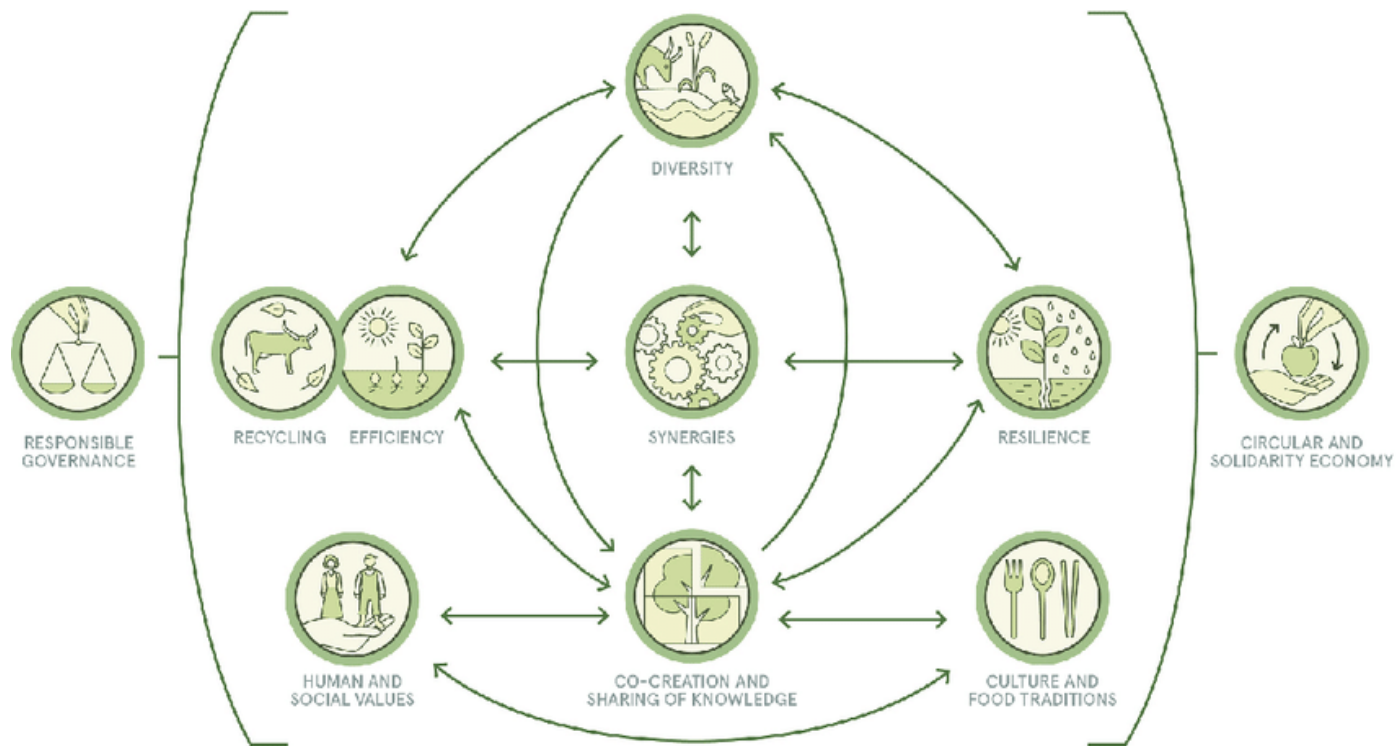 DIVERSITY
RESPONSIBLE
GOVERNANCE
RECYCLING
EFFICIENCY
SYNERGIES
RESILIENCE
CIRCULAR AND
SOLIDARITY ECONOMY
HUMAN AND
SOCIAL VALUES
CO-CREATION AND
SHARING OF KNOWLEDGE
CULTURE AND
FOOD TRADITIONS